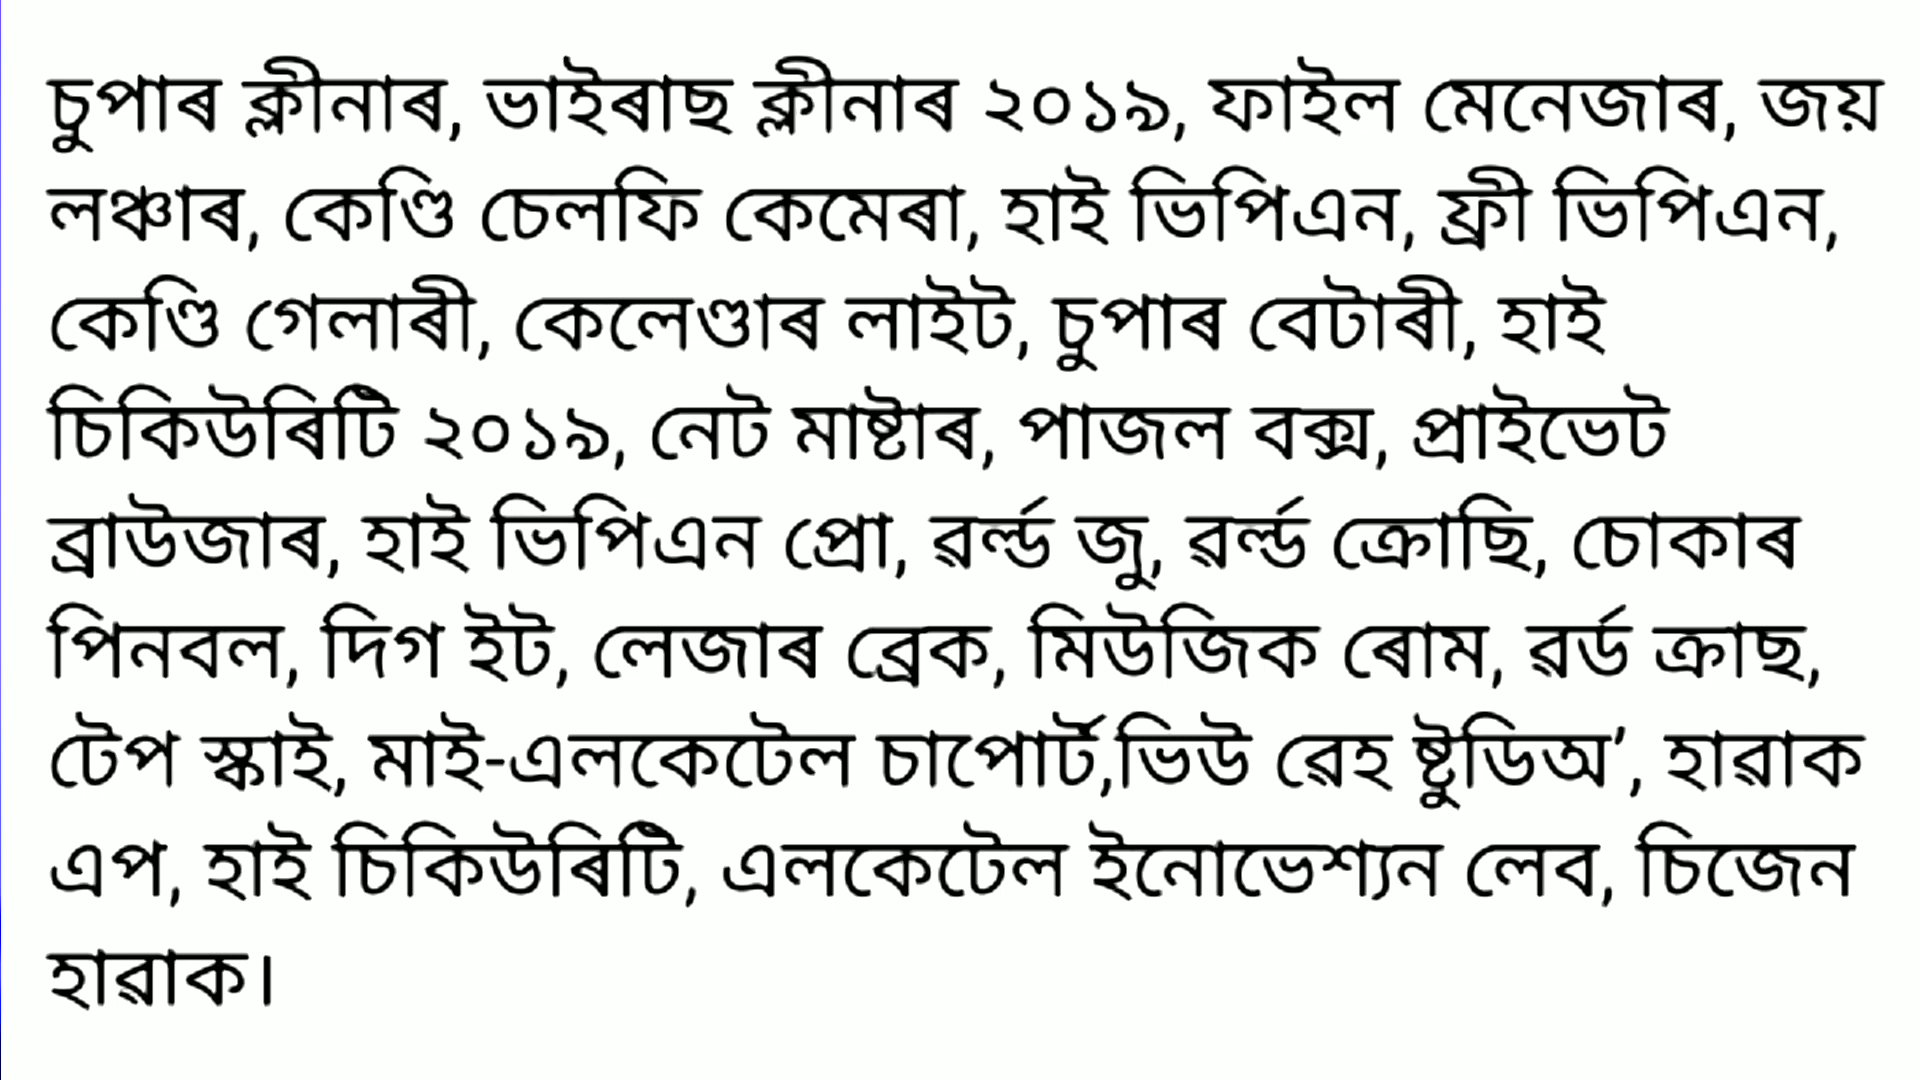 চুপাৰ ক্লীনাৰ, ভাইৰাছ ক্লীনাৰ ২০১৯, ফাইল মেনেজাৰ, জয়
লঞ্চাৰ, কেণ্ডি চেলফি কেমেৰা, হাই ভিপিএন, ফ্ৰী ভিপিএন,
কেণ্ডি গেলাৰী, কেলেণ্ডাৰ লাইট, চুপাৰ বেটাৰী, হাই
চিকিউৰিটি ২০১৯, নেট মাষ্টাৰ, পাজল বক্স, প্ৰাইভেট
ব্ৰাউজাৰ, হাই ভিপিএন প্ৰো, ৱৰ্ল্ড জু, ৱৰ্ল্ড ক্ৰোছি, চোকাৰ
পিনবল, দিগ ইট, লেজাৰ ব্ৰেক, মিউজিক ৰোম, ৱৰ্ড ক্ৰাছ,
টেপ স্কাই, মাই-এলকেটেল চাপোৰ্ট,ভিউ ৱেহ ষ্টুডিঅ’, হাৱাক
এপ, হাই চিকিউৰিটি, এলকেটেল ইনোভেশ্যন লেব, চিজেন
হাৱাক।